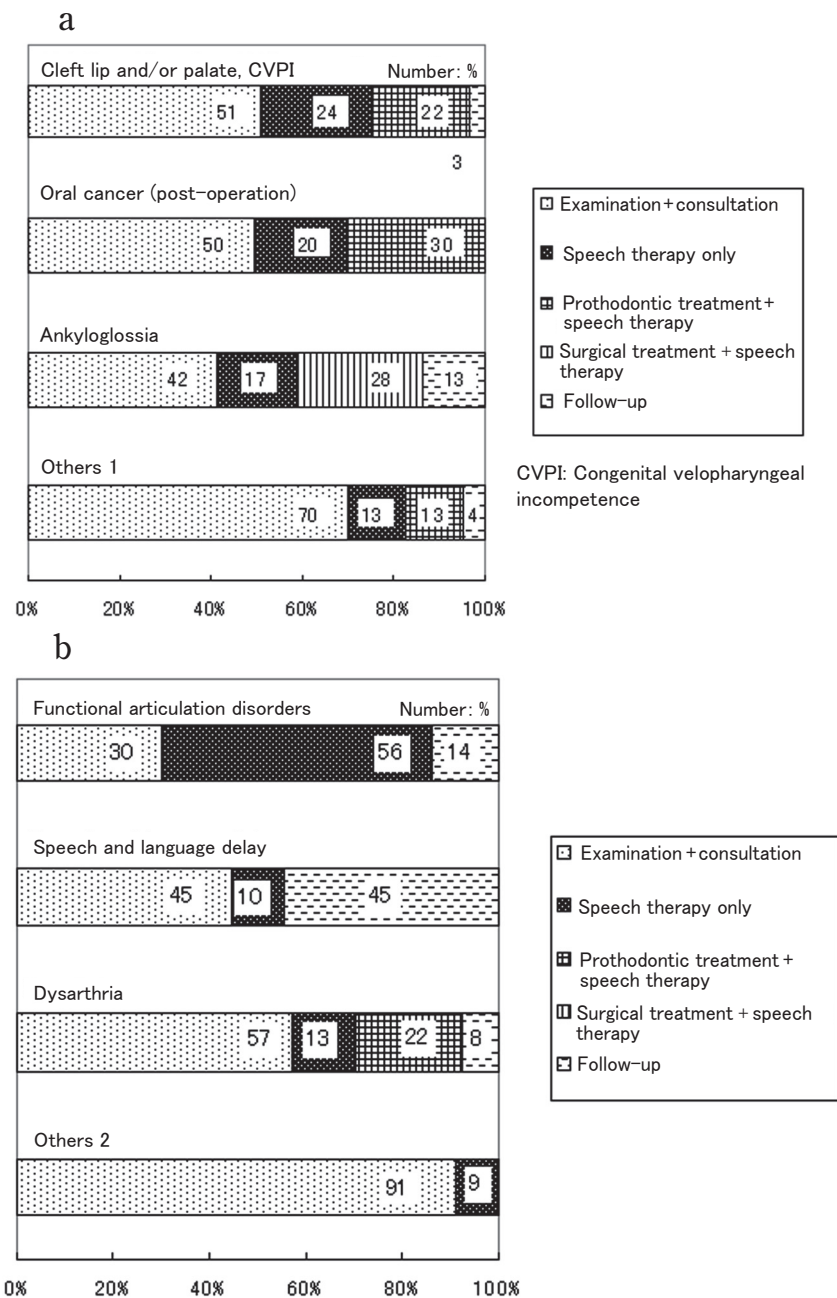 a
Cleft lip and/or palate, CVPI Number: %
51 24 22
3
Oral cancer (post-operation)
50 20 30
Ankyloglossia
42 17 28 13
Others 1
70 13 13 4
0% 20% 40% 60% 80% 100%
Examination+consultation
Speech therapy only
Prothodontic treatment+
speech therapy
Surgical treatment+speech
therapy
Follow-up
CVPI: Congenital velopharyngeal
incompetence
b
Functional articulation disorders Number: %
30 56 14
Speech and language delay
45 10 45
Dysarthria
57 13 22 8
Others 2
91 9
0% 20% 40% 60% 80% 100%
Examination+consultation
Speech therapy only
Prothodontic treatment+
speech therapy
Surgical treatment+speech
therapy
Follow-up